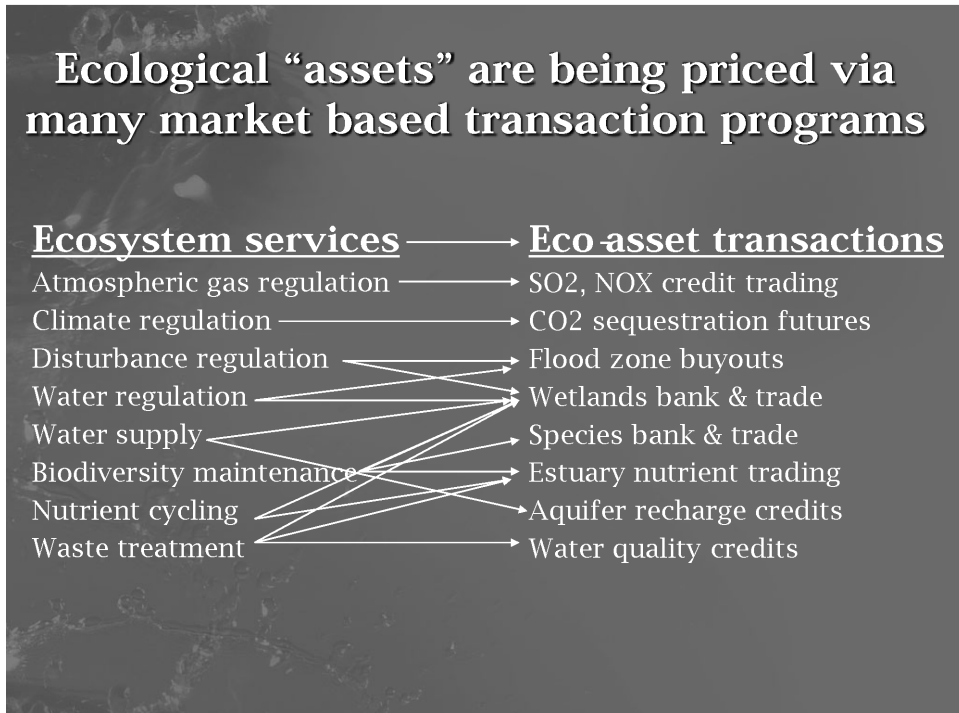 Ecological “assets” are being priced via
many market based transaction programs
Ecosystem services
Atmospheric gas regulation
Climate regulation
Disturbance regulation
Water regulation
Water supply
Biodiversity maintenance
Nutrient cycling
Waste treatment
Eco-asset transactions
SO2, NOX credit trading
CO2 sequestration futures
Flood zone buyouts
Wetlands bank & trade
Species bank & trade
Estuary nutrient trading
Aquifer recharge credits
Water quality credits